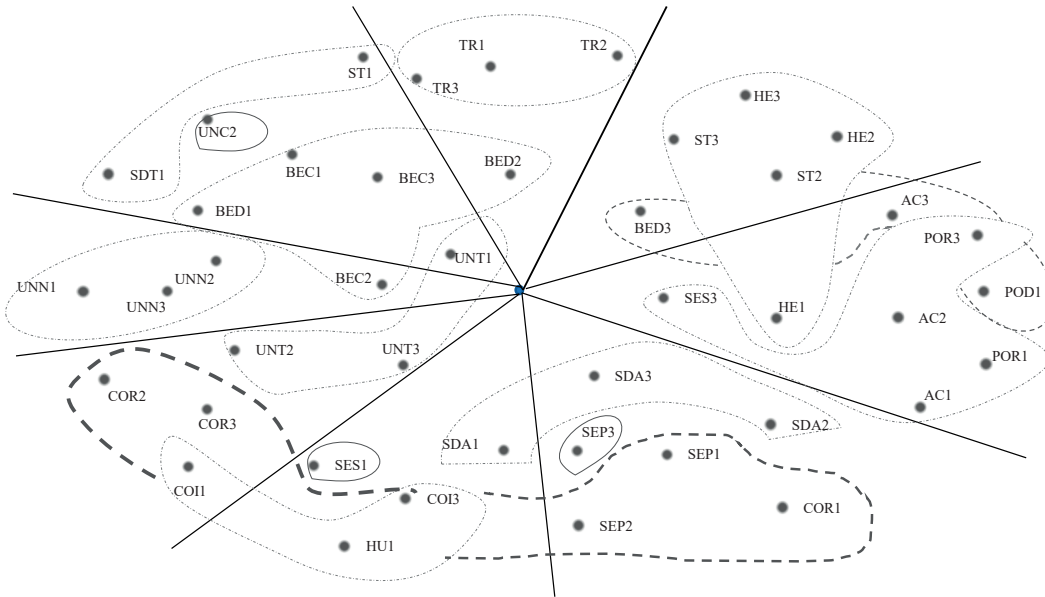 TR1
TR2
ST1
TR3
HE3
UNC2
HE2
ST3
BEC1
BED2
SDT1
BEC3
ST2
AC3
BED1
BED3
POR3
UNT1
UNN2
BEC2
UNN1
UNN3
SES3
POD1
HE1
AC2
UNT2
UNT3
POR1
SDA3
COR2
AC1
COR3
SDA2
SEP3
SDA1
SES1
SEP1
COI1
COI3
COR1
SEP2
HU1